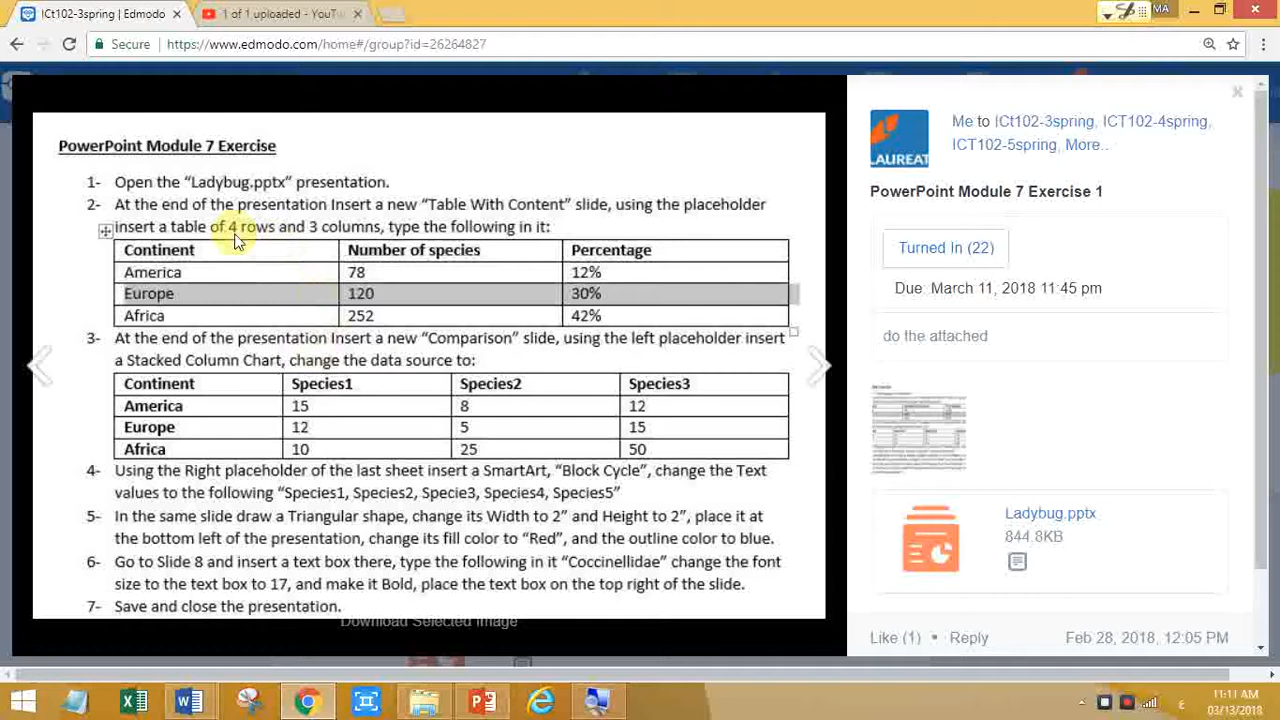 ICt102-3spring | Edmodo
1 of 1 uploaded - YouT
MA
Secure
https://www.edmodo.com/home#/group?id=26264827
PowerPoint Module 7 Exercise
1- Open the “Ladybug.pptx” presentation.
2- At the end of the presentation Insert a new “Table With Content” slide, using the placeholder
insert a table of 4 rows and 3 columns, type the following in it:
Continent Number of species Percentage
America 78 12%
Europe 120 30%
Africa 252 42%
3- At the end of the presentation Insert a new “Comparison” slide, using the left placeholder insert
a Stacked Column Chart, change the data source to:
Continent Species1 Species2 Species3
America 15 8 12
Europe 12 5 15
Africa 10 25 50
4- Using the Right placeholder of the last sheet insert a SmartArt, “Block Cycle”, change the Text
values to the following “Species1, Species2, Specie3, Species4, Species5”
5- In the same slide draw a Triangular shape, change its Width to 2” and Height to 2”, place it at
the bottom left of the presentation, change its fill color to “Red”, and the outline color to blue.
6- Go to Slide 8 and insert a text box there, type the following in it “Coccinellidae” change the font
size to the text box to 17, and make it Bold, place the text box on the top right of the slide.
7- Save and close the presentation.
Download Selected Image
LAUREAT
Me to ICt102-3spring, ICT102-4spring,
ICT102-5spring, More..
PowerPoint Module 7 Exercise 1
Turned In (22)
Due: March 11, 2018 11:45 pm
do the attached
Ladybug.pptx
844.8KB
Like (1) • Reply
Feb 28, 2018, 12:05 PM
ع
11:11 AM
03/13/2018